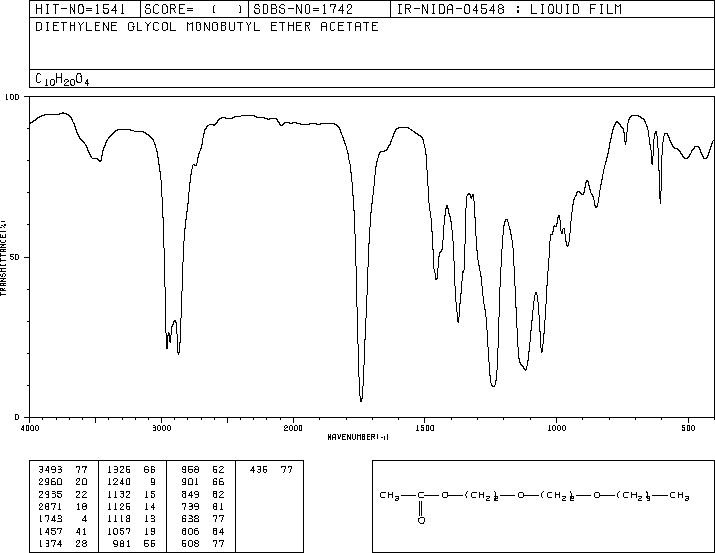 HIT-NO=1541 SCORE= ( ) SDBS-NO=1742 IR-NIDA-04548 : LIQUID FILM
DIETHYLENE GLYCOL MONOBUTYL ETHER ACETATE
C10H20O4
100
50
0
TRANSMITTANCE(%)
4000 3000 2000 1500 1000 500
WAVENUMBER(-1)
3493 77 1326 66 958 52 436 77
2960 20 1240 9 901 66
2935 22 1132 15 849 62
2871 18 1126 14 739 81
1743 4 1118 13 638 77
1457 41 1057 19 606 64
1374 28 981 55 508 77
CH3—C—O—(CH2)2—O—(CH2)2—O—(CH2)3—CH3
O